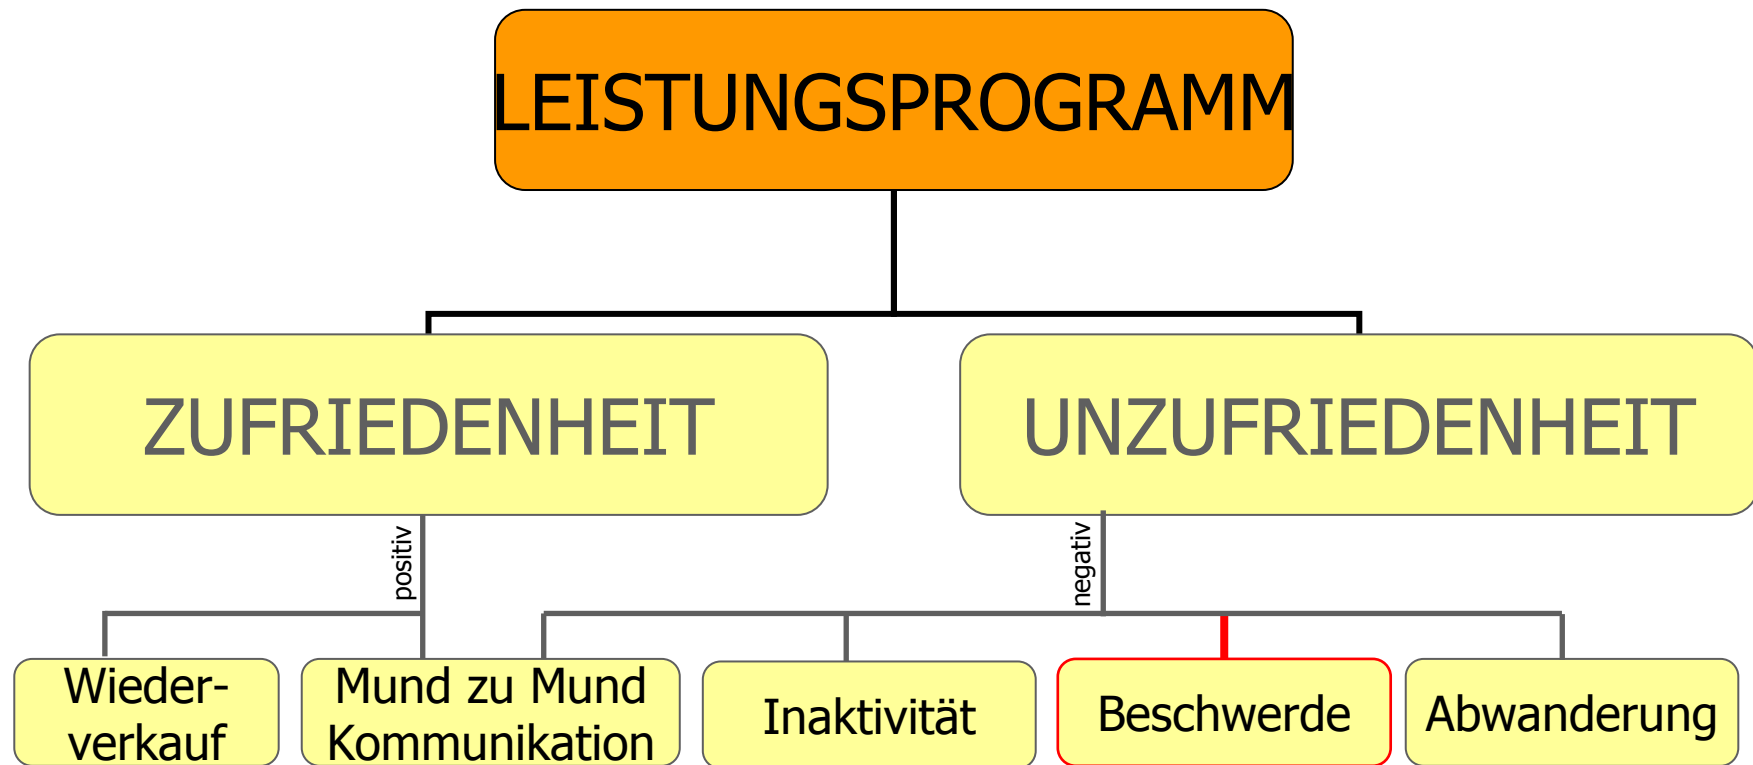 LEISTUNGSPROGRAMM
ZUFRIEDENHEIT
UNZUFRIEDENHEIT
positiv
negativ
Wieder-
verkauf
Mund zu Mund
Kommunikation
Inaktivität
Beschwerde
Abwanderung